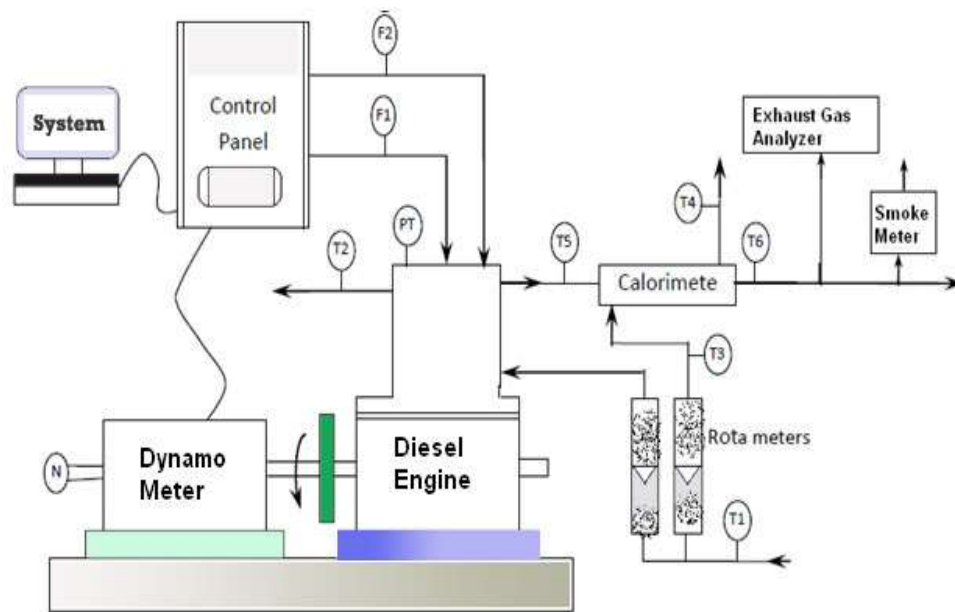 F2
Control
Panel
F1
System
Exhaust Gas
Analyzer
T4
Smoke
Meter
T2
PT
T5
Calorimete
T6
T3
Rota meters
Dynamo
Meter
N
Diesel
Engine
T1